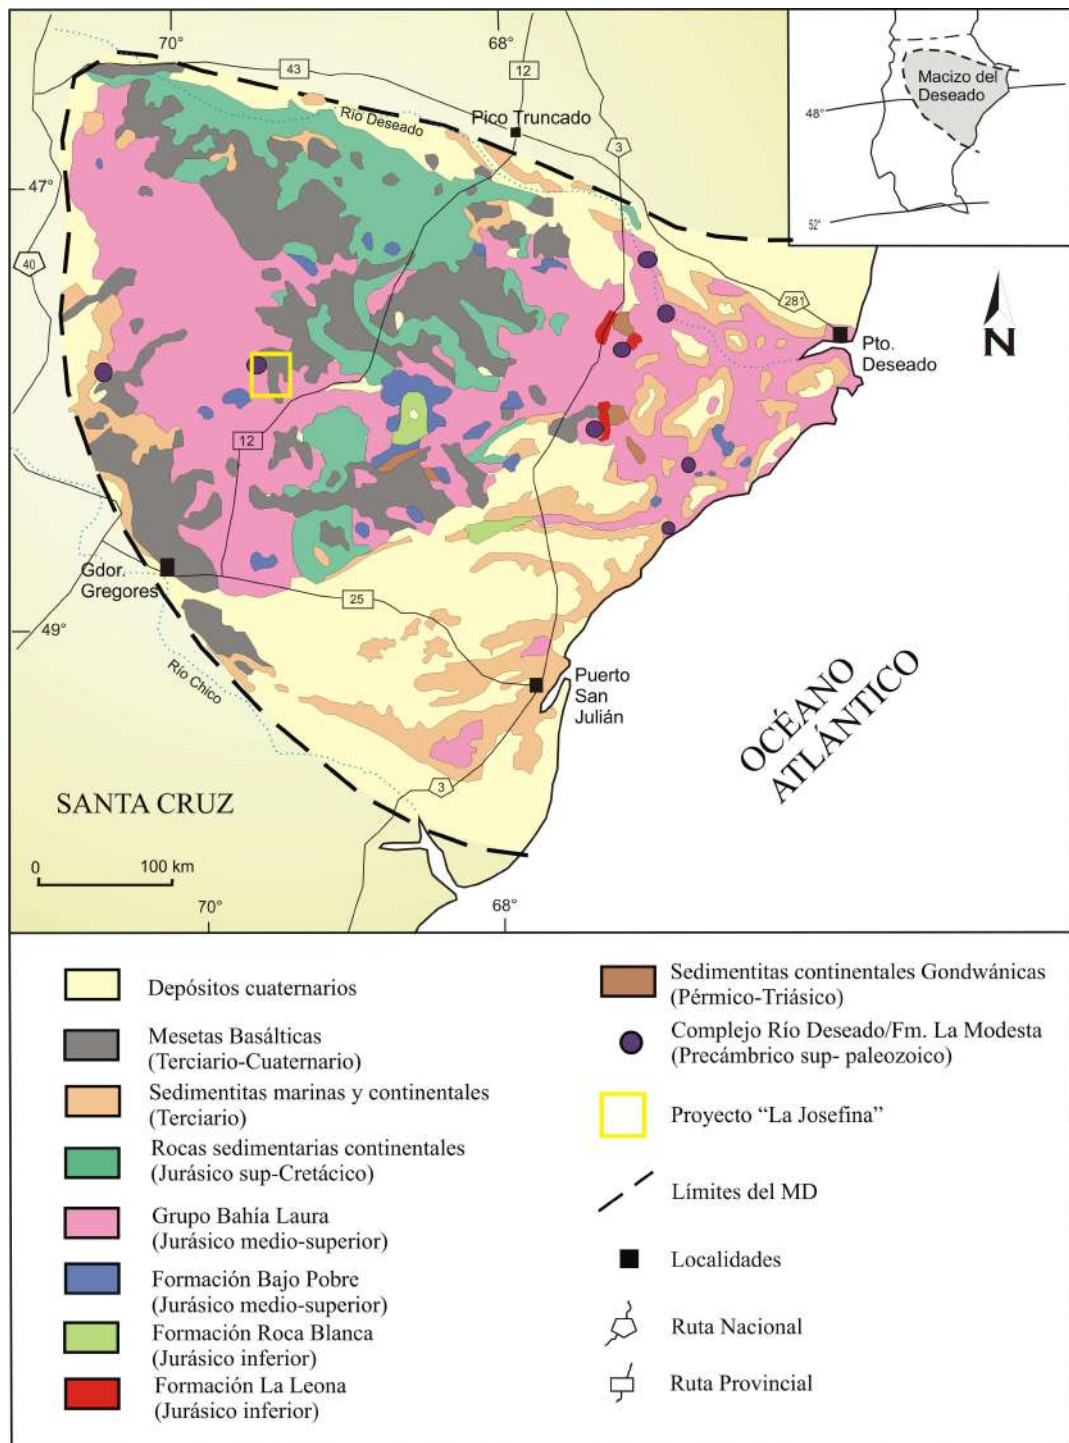 70°
68°
43
12
Macizo del
Deseado
48°
52°
Río Deseado
Pico Truncado
3
47°
40
281
N
Pto.
Deseado
12
Gdor.
Gregores
25
49°
Río Chico
Puerto
San
Julián
OCÉANO
ATLÁNTICO
3
SANTA CRUZ
0
100 km
70°
68°
Depósitos cuaternarios
Mesetas Basálticas
(Terciario-Cuaternario)
Sedimentitas marinas y continentales
(Terciario)
Rocas sedimentarias continentales
(Jurásico sup-Cretácico)
Grupo Bahía Laura
(Jurásico medio-superior)
Formación Bajo Pobre
(Jurásico medio-superior)
Formación Roca Blanca
(Jurásico inferior)
Formación La Leona
(Jurásico inferior)
Sedimentitas continentales Gondwánicas
(Pérmico-Triásico)
Complejo Río Deseado/Fm. La Modesta
(Precámbrico sup- paleozoico)
Proyecto “La Josefina”
Límites del MD
Localidades
Ruta Nacional
Ruta Provincial